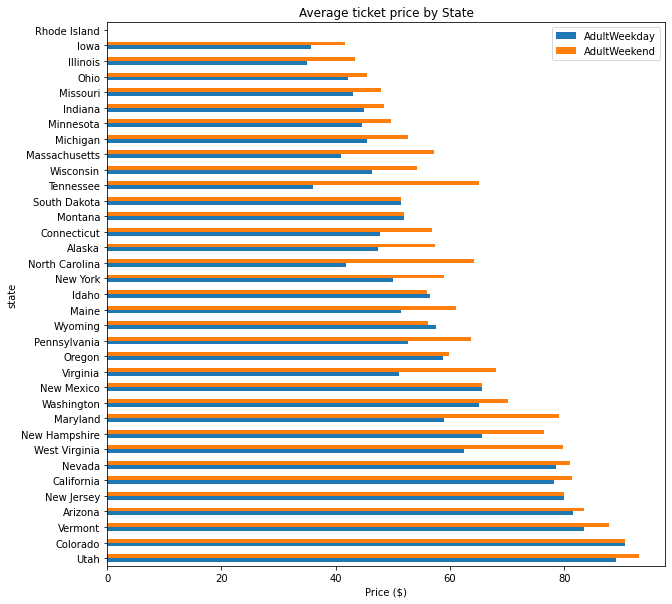 Average ticket price by State
AdultWeekday
AdultWeekend
Rhode Island
Iowa
Illinois
Ohio
Missouri
Indiana
Minnesota
Michigan
Massachusetts
Wisconsin
Tennessee
South Dakota
Montana
Connecticut
Alaska
North Carolina
New York
Idaho
Maine
Wyoming
Pennsylvania
Oregon
Virginia
New Mexico
Washington
Maryland
New Hampshire
West Virginia
Nevada
California
New Jersey
Arizona
Vermont
Colorado
Utah
state
0 20 40 60 80
Price ($)